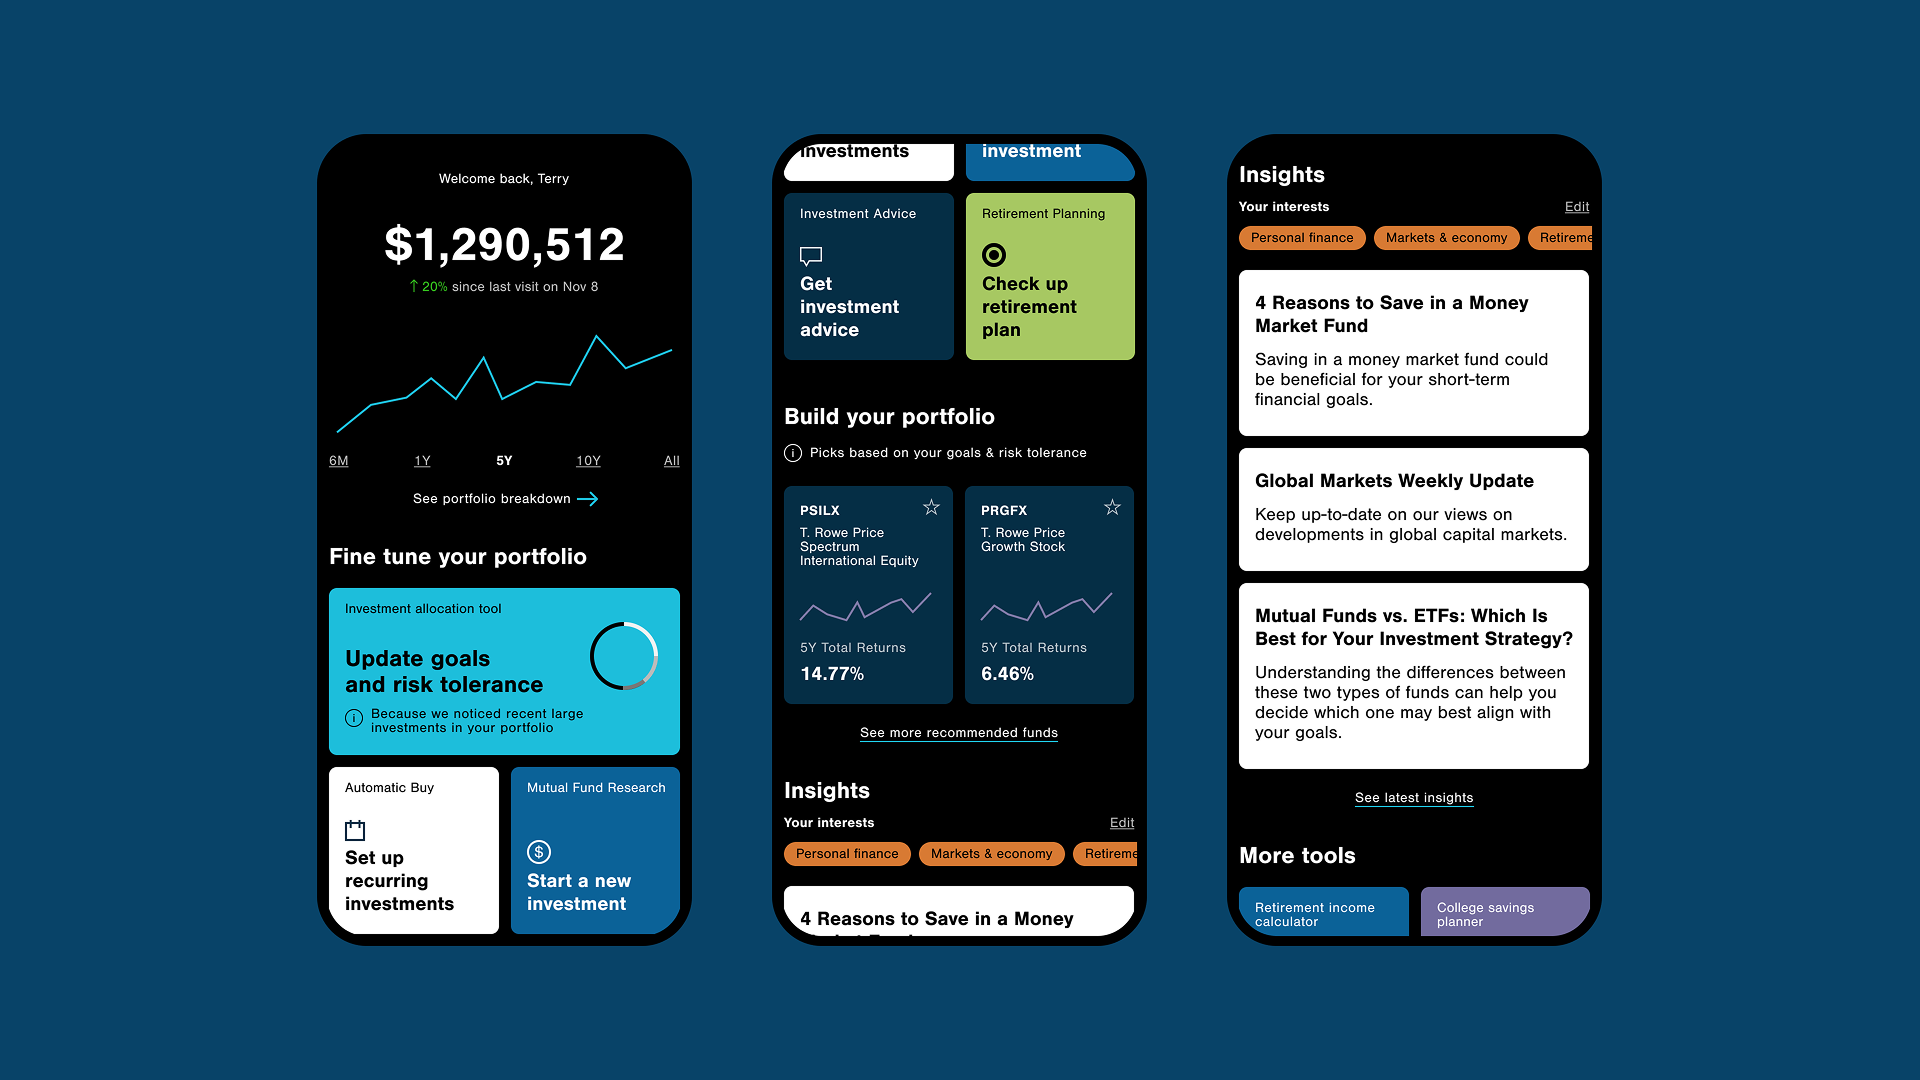 Welcome back, Terry
$1,290,512
↑ 20% since last visit on Nov 8
6M 1Y 5Y 10Y All
See portfolio breakdown →
Fine tune your portfolio
Investment allocation tool
Update goals
and risk tolerance
Because we noticed recent large
investments in your portfolio
Automatic Buy
Set up
recurring
investments
Mutual Fund Research
Start a new
investment
investments
investment
Investment Advice
Get
investment
advice
Retirement Planning
Check up
retirement
plan
Build your portfolio
Picks based on your goals & risk tolerance
PSILX
T. Rowe Price
Spectrum
International Equity
5Y Total Returns
14.77%
PRGFX
T. Rowe Price
Growth Stock
5Y Total Returns
6.46%
See more recommended funds
Insights
Your interests Edit
Personal finance Markets & economy Retireme
4 Reasons to Save in a Money
Insights
Your interests Edit
Personal finance Markets & economy Retireme
4 Reasons to Save in a Money
Market Fund
Saving in a money market fund could
be beneficial for your short-term
financial goals.
Global Markets Weekly Update
Keep up-to-date on our views on
developments in global capital markets.
Mutual Funds vs. ETFs: Which Is
Best for Your Investment Strategy?
Understanding the differences between
these two types of funds can help you
decide which one may best align with
your goals.
See latest insights
More tools
Retirement income
calculator
College savings
planner